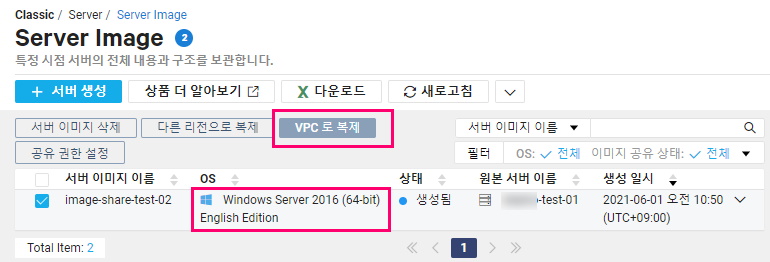 Classic / Server / Server Image
Server Image 2
특정 시점 서버의 전체 내용과 구조를 보관합니다.
+ 서버 생성 상품 더 알아보기 다운로드 새로고침
서버 이미지 삭제 다른 리전으로 복제 VPC 로 복제 서버 이미지 이름
공유 권한 설정 필터 OS: 전체 이미지 공유 상태: 전체
서버 이미지 이름 OS 상태 원본 서버 이름 생성 일시
image-share-test-02 Windows Server 2016 (64-bit) 생성됨 -test-01 2021-06-01 오전 10:50
English Edition (UTC+09:00)
Total Item: 2 1